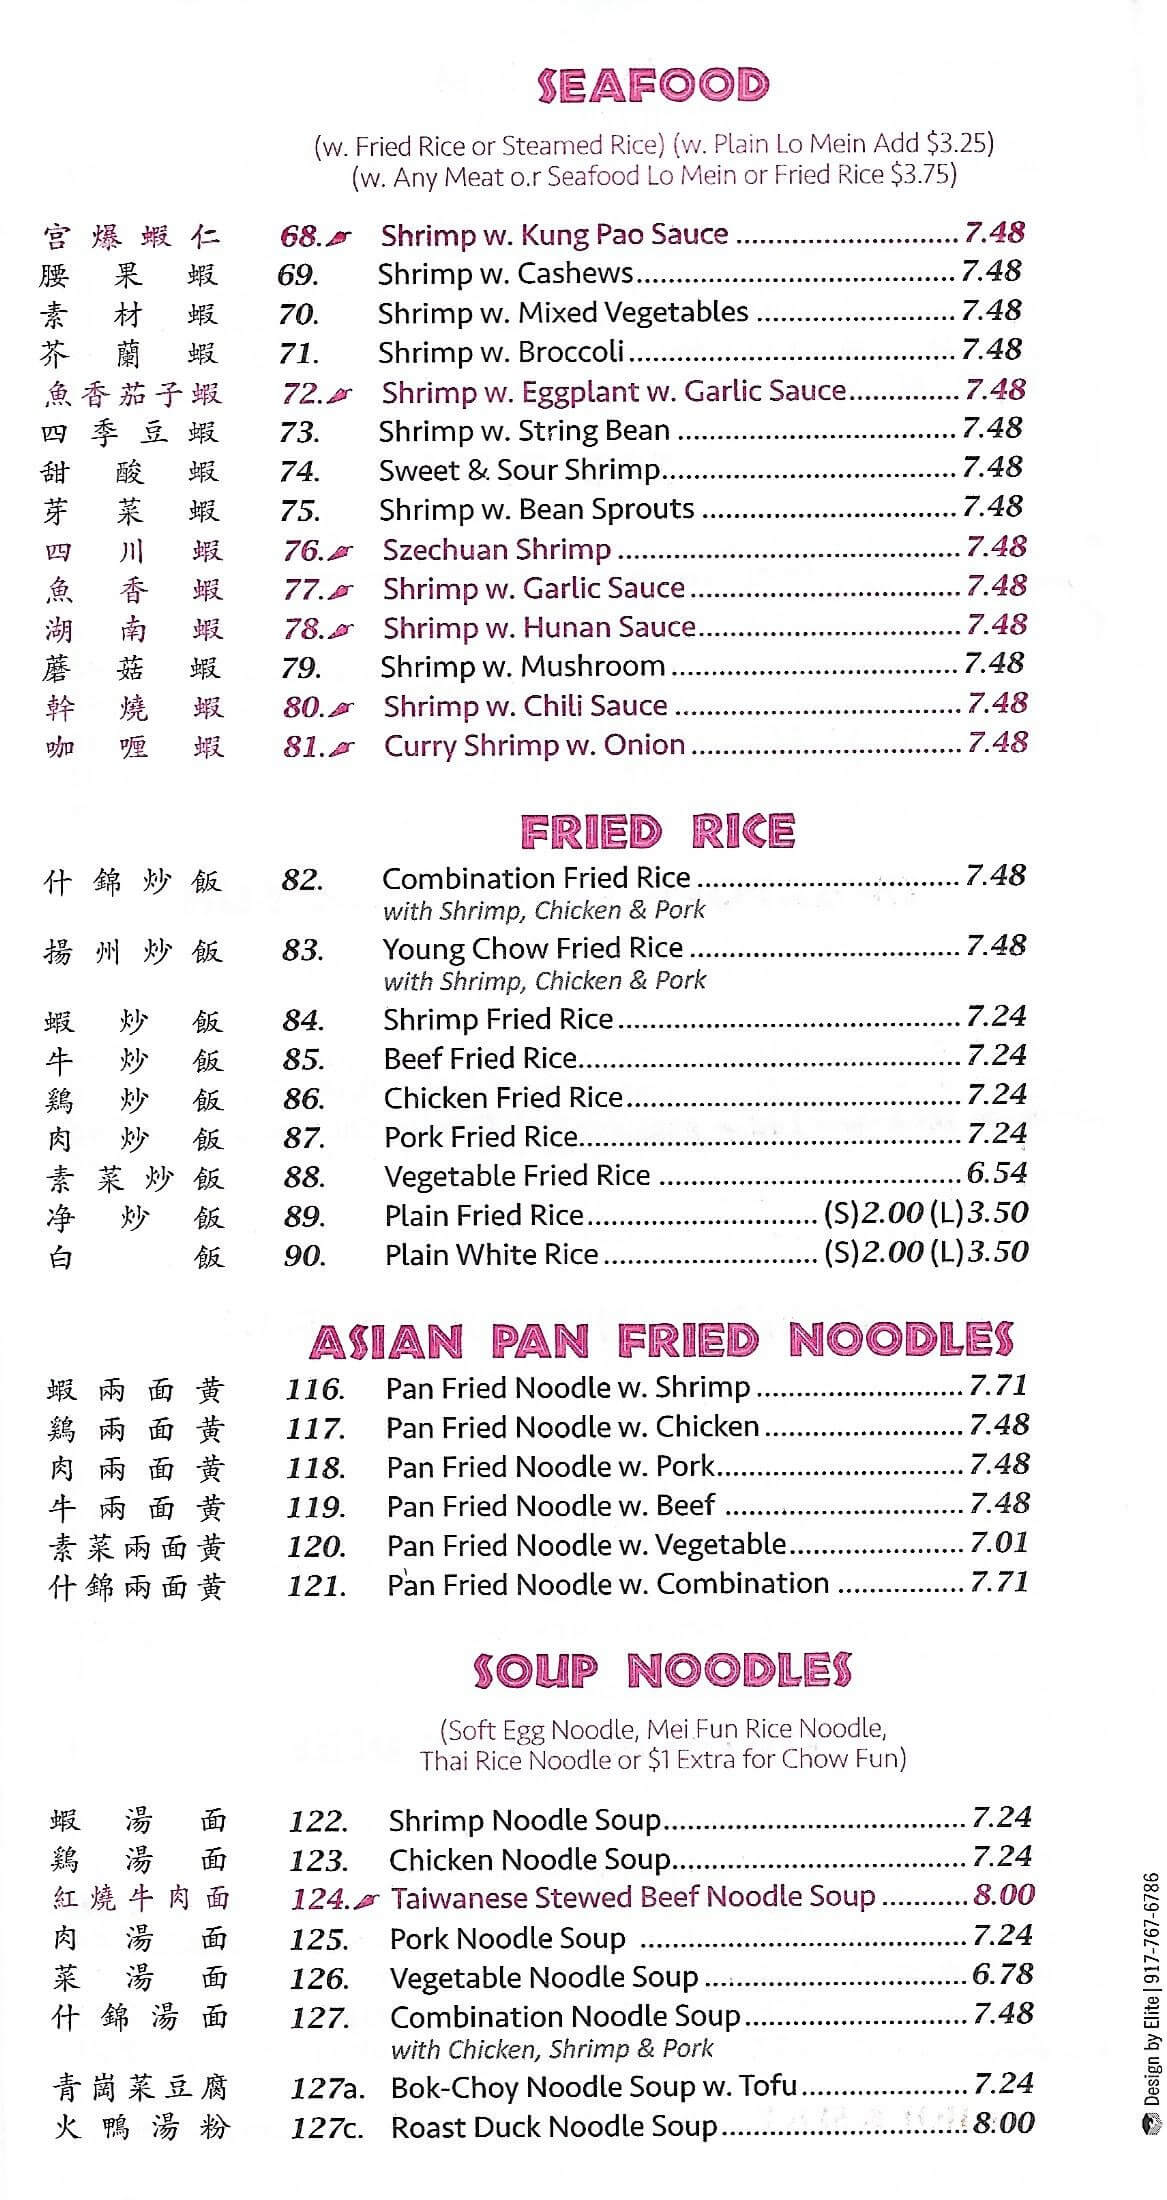 SEAFOOD
(w. Fried Rice or Steamed Rice) (w. Plain Lo Mein Add $3.25)
(w. Any Meat o.r Seafood Lo Mein or Fried Rice $3.75)
宮爆蝦仁 68. Shrimp w. Kung Pao Sauce ........................... 7.48
腰果蝦 69. Shrimp w. Cashews...................................... 7.48
素材蝦 70. Shrimp w. Mixed Vegetables ........................ 7.48
芥蘭蝦 71. Shrimp w. Broccoli....................................... 7.48
魚香茄子蝦 72. Shrimp w. Eggplant w. Garlic Sauce............. 7.48
四季豆蝦 73. Shrimp w. String Bean ................................. 7.48
甜酸蝦 74. Sweet & Sour Shrimp................................... 7.48
芽菜蝦 75. Shrimp w. Bean Sprouts ............................... 7.48
四川蝦 76. Szechuan Shrimp ......................................... 7.48
魚香蝦 77. Shrimp w. Garlic Sauce ................................ 7.48
湖南蝦 78. Shrimp w. Hunan Sauce................................ 7.48
蘑菇蝦 79. Shrimp w. Mushroom .................................. 7.48
幹燒蝦 80. Shrimp w. Chili Sauce .................................. 7.48
咖喱蝦 81. Curry Shrimp w. Onion ................................ 7.48
FRIED RICE
什錦炒飯 82. Combination Fried Rice ................................ 7.48
with Shrimp, Chicken & Pork
揚州炒飯 83. Young Chow Fried Rice ................................. 7.48
with Shrimp, Chicken & Pork
蝦炒飯 84. Shrimp Fried Rice ......................................... 7.24
牛炒飯 85. Beef Fried Rice.............................................. 7.24
鷄炒飯 86. Chicken Fried Rice........................................ 7.24
肉炒飯 87. Pork Fried Rice.............................................. 7.24
素菜炒飯 88. Vegetable Fried Rice .................................... 6.54
净炒飯 89. Plain Fried Rice............................ (S)2.00 (L)3.50
白飯 90. Plain White Rice .......................... (S)2.00 (L)3.50
ASIAN PAN FRIED NOODLES
蝦兩面黃 116. Pan Fried Noodle w. Shrimp ......................... 7.71
鷄兩面黃 117. Pan Fried Noodle w. Chicken ........................ 7.48
肉兩面黃 118. Pan Fried Noodle w. Pork.............................. 7.48
牛兩面黃 119. Pan Fried Noodle w. Beef ............................. 7.48
素菜兩面黃 120. Pan Fried Noodle w. Vegetable..................... 7.01
什錦兩面黃 121. Pan Fried Noodle w. Combination ............... 7.71
SOUP NOODLES
(Soft Egg Noodle, Mei Fun Rice Noodle,
Thai Rice Noodle or $1 Extra for Chow Fun)
蝦湯面 122. Shrimp Noodle Soup.................................... 7.24
鷄湯面 123. Chicken Noodle Soup................................... 7.24
紅燒牛肉面 124. Taiwanese Stewed Beef Noodle Soup .......... 8.00
肉湯面 125. Pork Noodle Soup ....................................... 7.24
菜湯面 126. Vegetable Noodle Soup ............................... 6.78
什錦湯面 127. Combination Noodle Soup........................... 7.48
with Chicken, Shrimp & Pork
青崗菜豆腐 127a. Bok-Choy Noodle Soup w. Tofu.................... 7.24
火鴨湯粉 127c. Roast Duck Noodle Soup............................. 8.00
Design by Elite | 917-767-6786